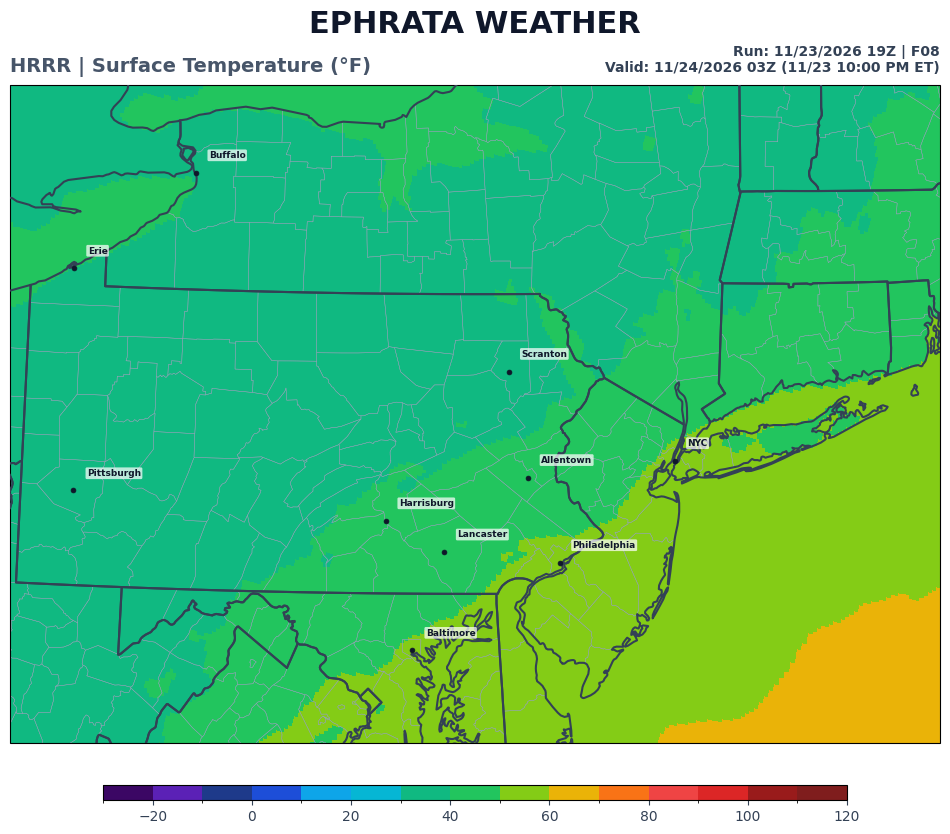 EPHRATA WEATHER
HRRR | Surface Temperature (°F)
Run: 11/23/2026 19Z | F08
Valid: 11/24/2026 03Z (11/23 10:00 PM ET)
Buffalo
Erie
Scranton
NYC
Allentown
Pittsburgh
Harrisburg
Lancaster
Philadelphia
Baltimore
−20 0 20 40 60 80 100 120